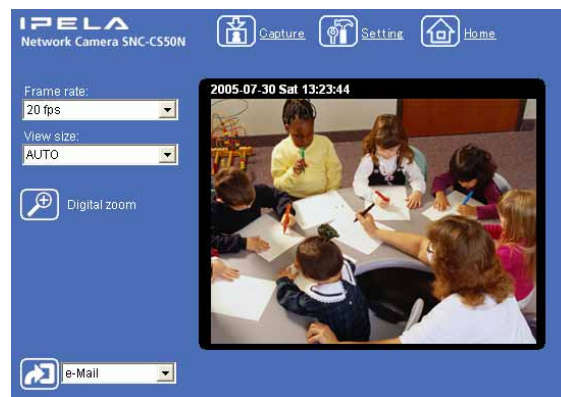 IPELA
Network Camera SNC-CS50N
Capture
Setting
Home
Frame rate:
20 fps
View size:
AUTO
Digital zoom
2005-07-30 Sat 13:23:44
e-Mail